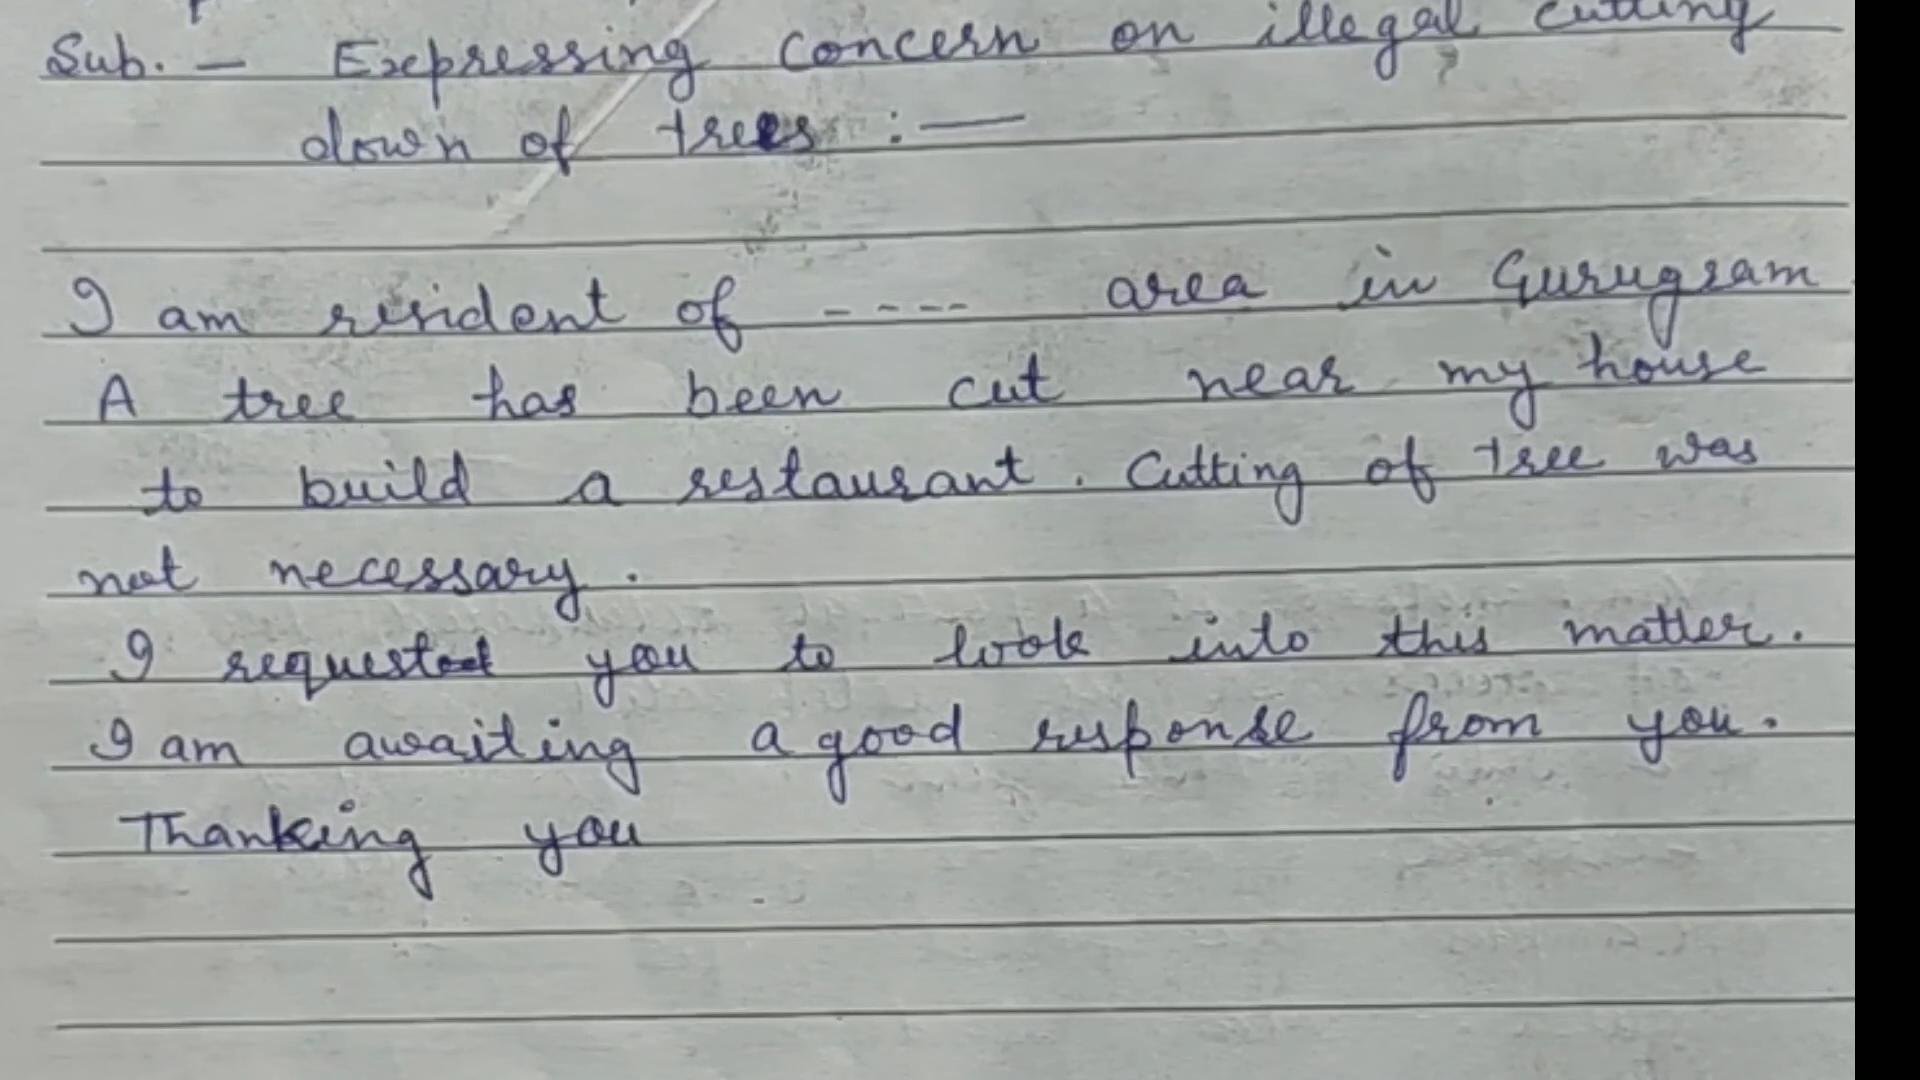 Sub. - Expressing concern on illegal cutting
down of trees :—
I am resident of ---- area in Gurugram
A tree has been cut near my house
to build a restaurant. Cutting of tree was
not necessary.
I requested you to look into this matter.
I am awaiting a good response from you.
Thanking you